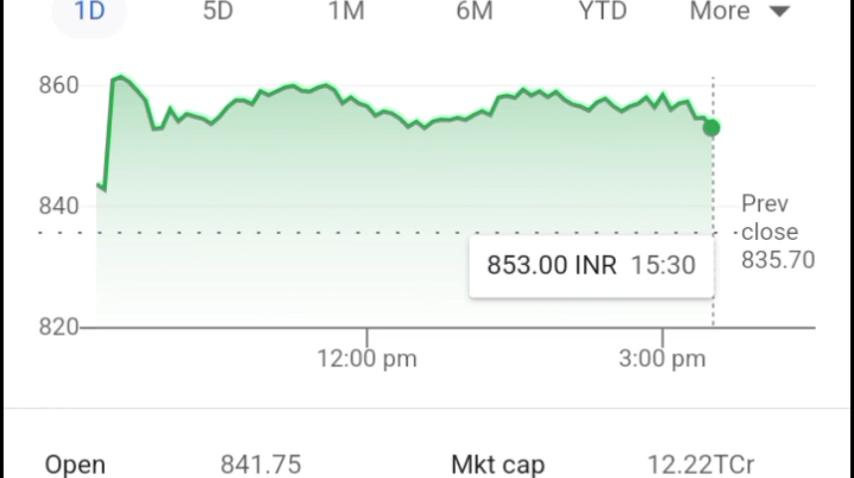 1D 5D 1M 6M YTD More
860
840
820
Prev
close
835.70
853.00 INR 15:30
12:00 pm 3:00 pm
Open 841.75 Mkt cap 12.22TCr